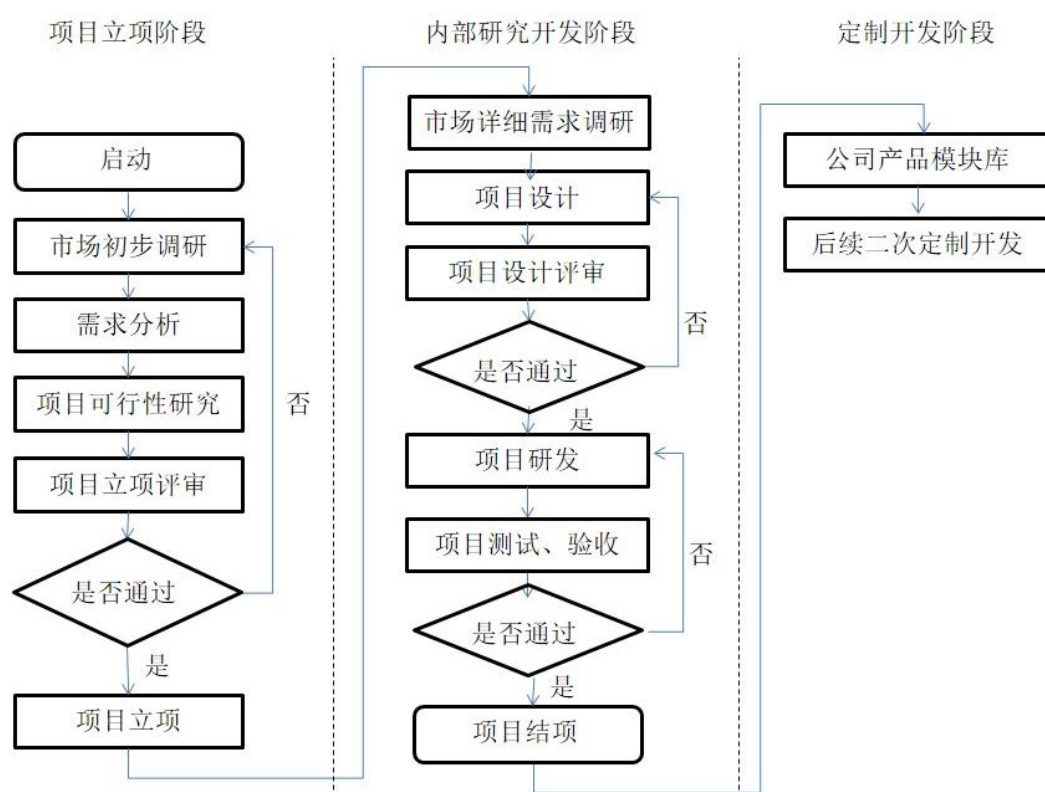 项目立项阶段
内部研究开发阶段
定制开发阶段
启动
市场初步调研
需求分析
项目可行性研究
项目立项评审
是否通过
否
是
项目立项
市场详细需求调研
项目设计
项目设计评审
是否通过
否
是
项目研发
项目测试、验收
是否通过
否
是
项目结项
公司产品模块库
后续二次定制开发